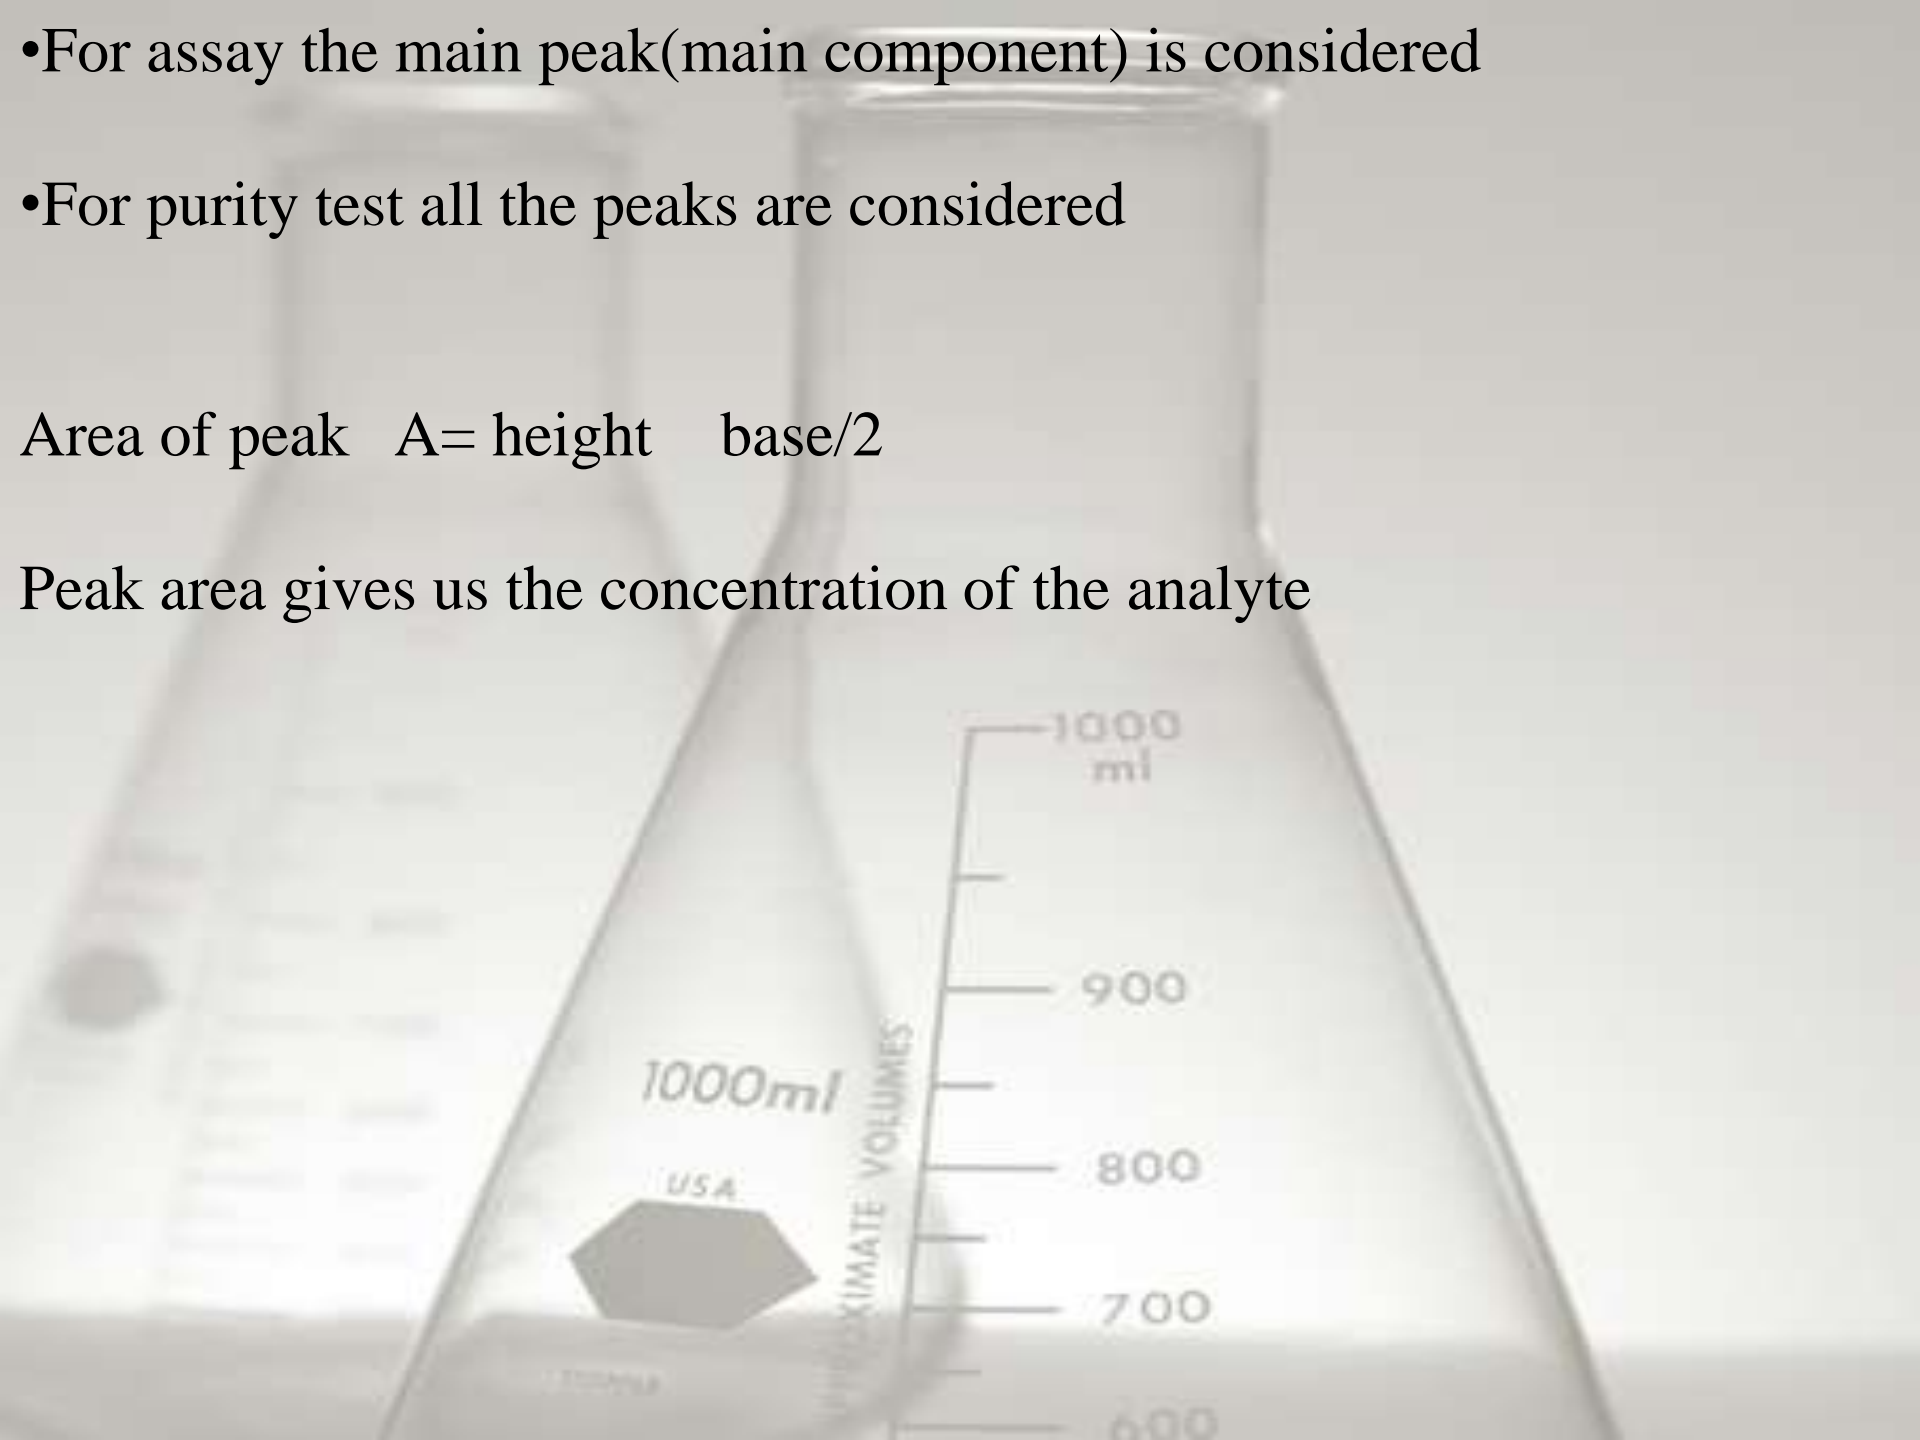 •For assay the main peak(main component) is considered
•For purity test all the peaks are considered
Area of peak   A= height    base/2
Peak area gives us the concentration of the analyte
1000
ml
900
1000ml
VOLUMES
800
USA
700
600